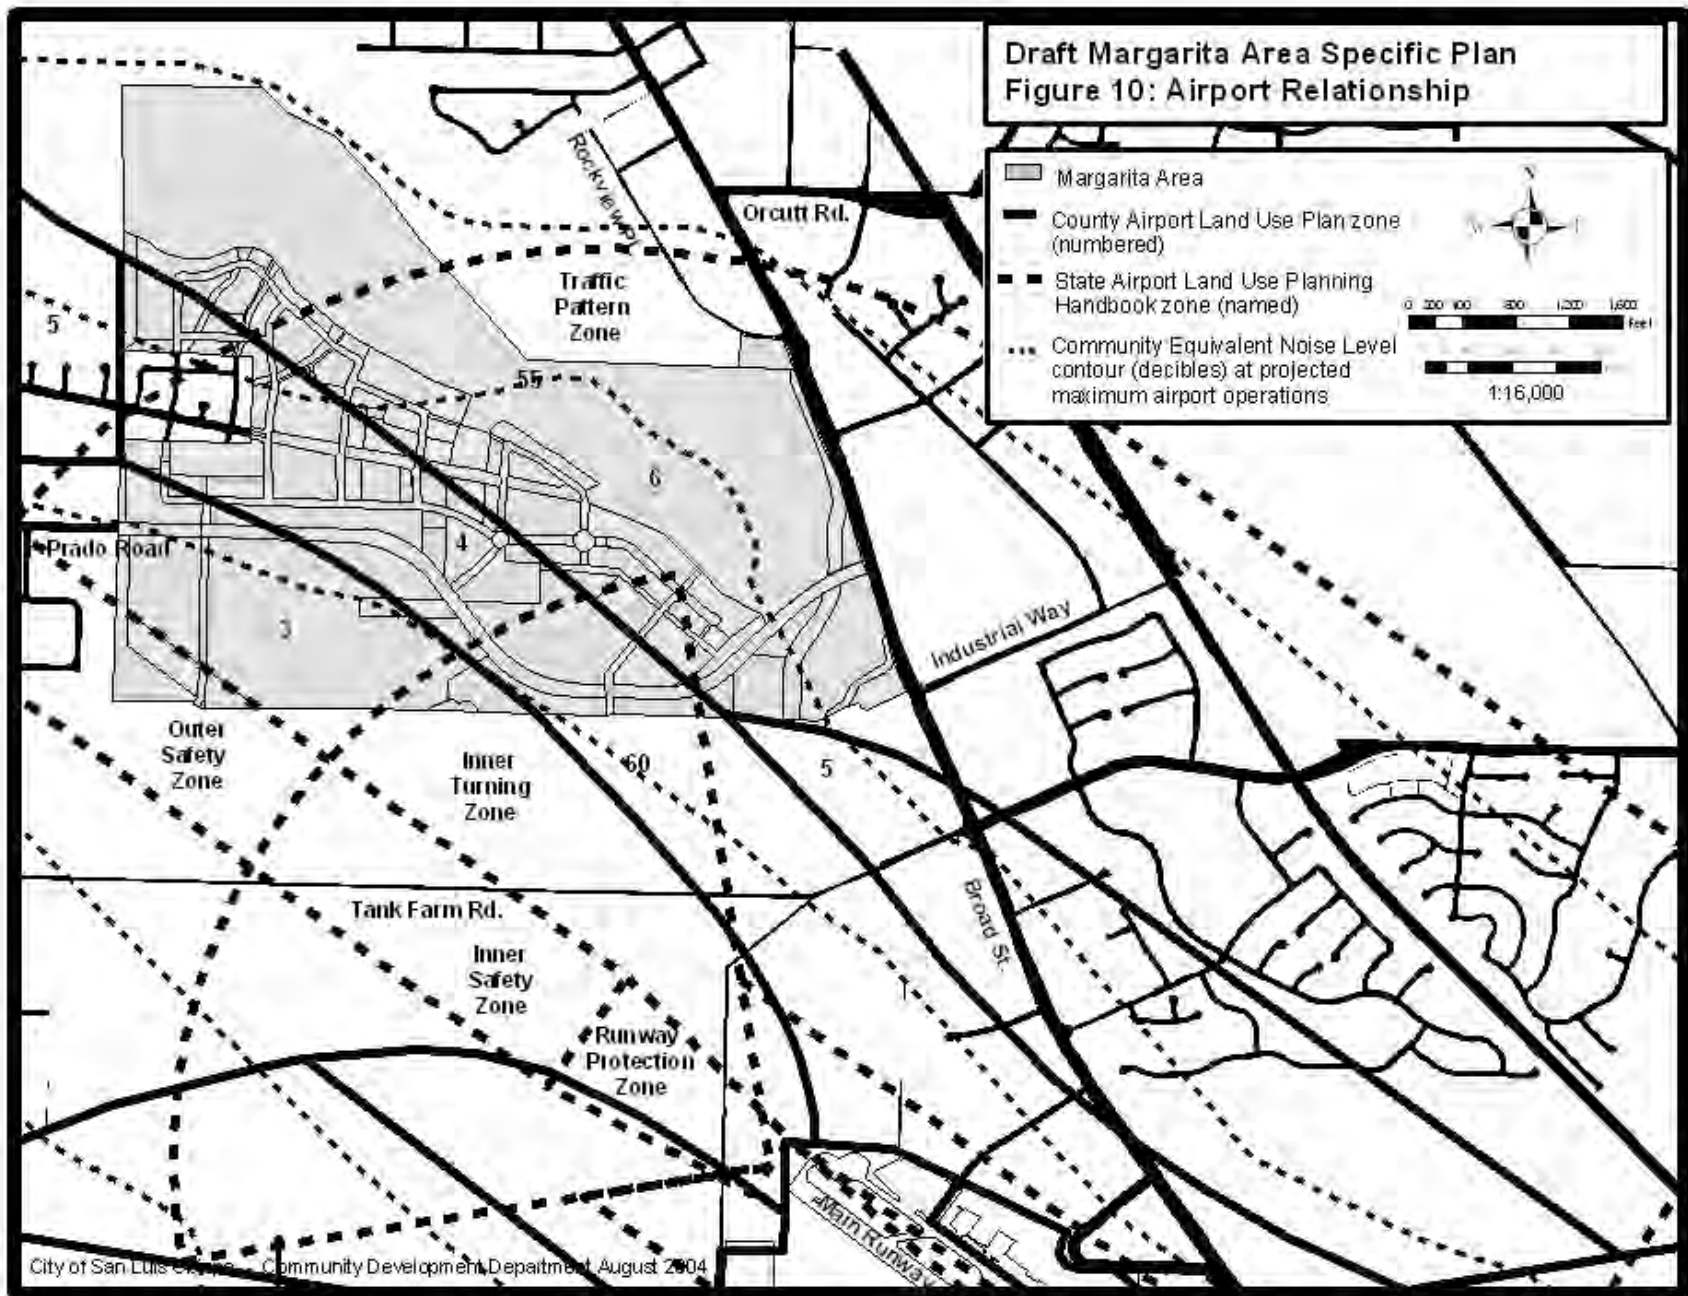 Draft Margarita Area Specific Plan
Figure 10: Airport Relationship
Margarita Area
County Airport Land Use Plan zone
(numbered)
State Airport Land Use Planning
Handbook zone (named)
Community Equivalent Noise Level
contour (decibles) at projected
maximum airport operations
N
W
E
Feet
1:16,000
Rockview Pl.
Orcutt Rd.
Traffic
Pattern
Zone
5
55
6
4
Prado Road
3
Industrial Way
Outer
Safety
Zone
Inner
Turning
Zone
60
5
Tank Farm Rd.
Broad St.
Inner
Safety
Zone
Runway
Protection
Zone
Main Runway
City of San Luis - Community Development Department August 2004